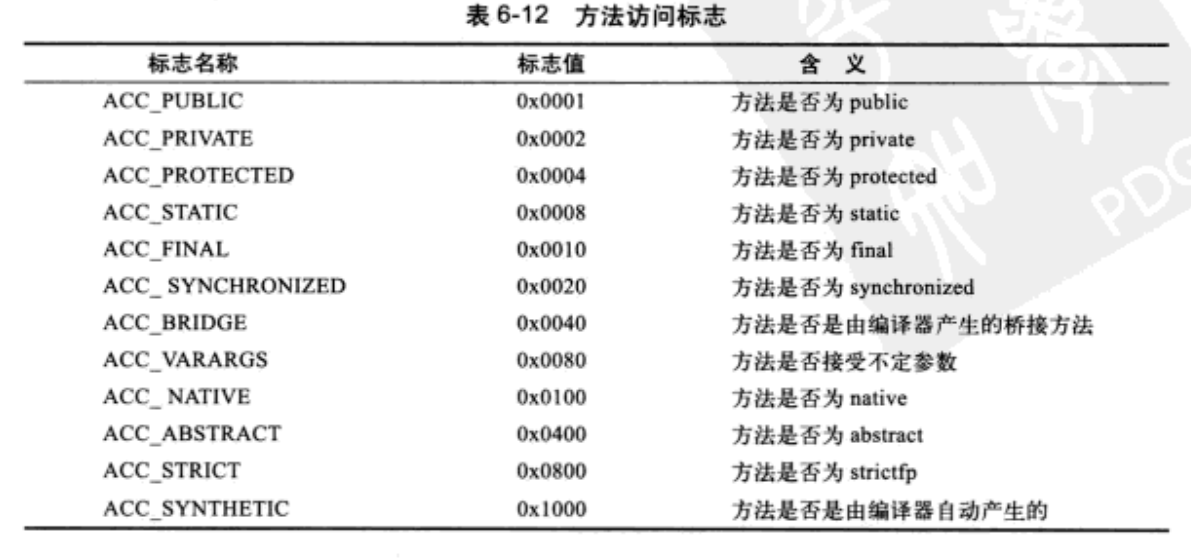 表 6-12 方法访问标志
标志名称 标志值 含 义
ACC_PUBLIC 0x0001 方法是否为 public
ACC_PRIVATE 0x0002 方法是否为 private
ACC_PROTECTED 0x0004 方法是否为 protected
ACC_STATIC 0x0008 方法是否为 static
ACC_FINAL 0x0010 方法是否为 final
ACC_ SYNCHRONIZED 0x0020 方法是否为 synchronized
ACC_BRIDGE 0x0040 方法是否是由编译器产生的桥接方法
ACC_VARARGS 0x0080 方法是否接受不定参数
ACC_ NATIVE 0x0100 方法是否为 native
ACC_ABSTRACT 0x0400 方法是否为 abstract
ACC_STRICT 0x0800 方法是否为 strictfp
ACC_SYNTHETIC 0x1000 方法是否是由编译器自动产生的
PDG